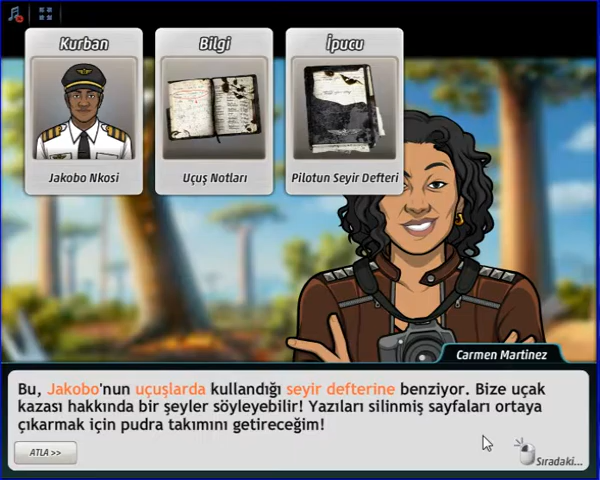 Kurban
Bilgi
İpucu
Jakobo Nkosi
Uçuş Notları
Pilotun Seyir Defteri
Carmen Martinez
Bu, Jakobo'nun uçuşlarda kullandığı seyir defterine benziyor. Bize uçak
kazası hakkında bir şeyler söyleyebilir! Yazıları silinmiş sayfaları ortaya
çıkarmak için pudra takımını getireceğim!
ATLA >>
Sıradaki...